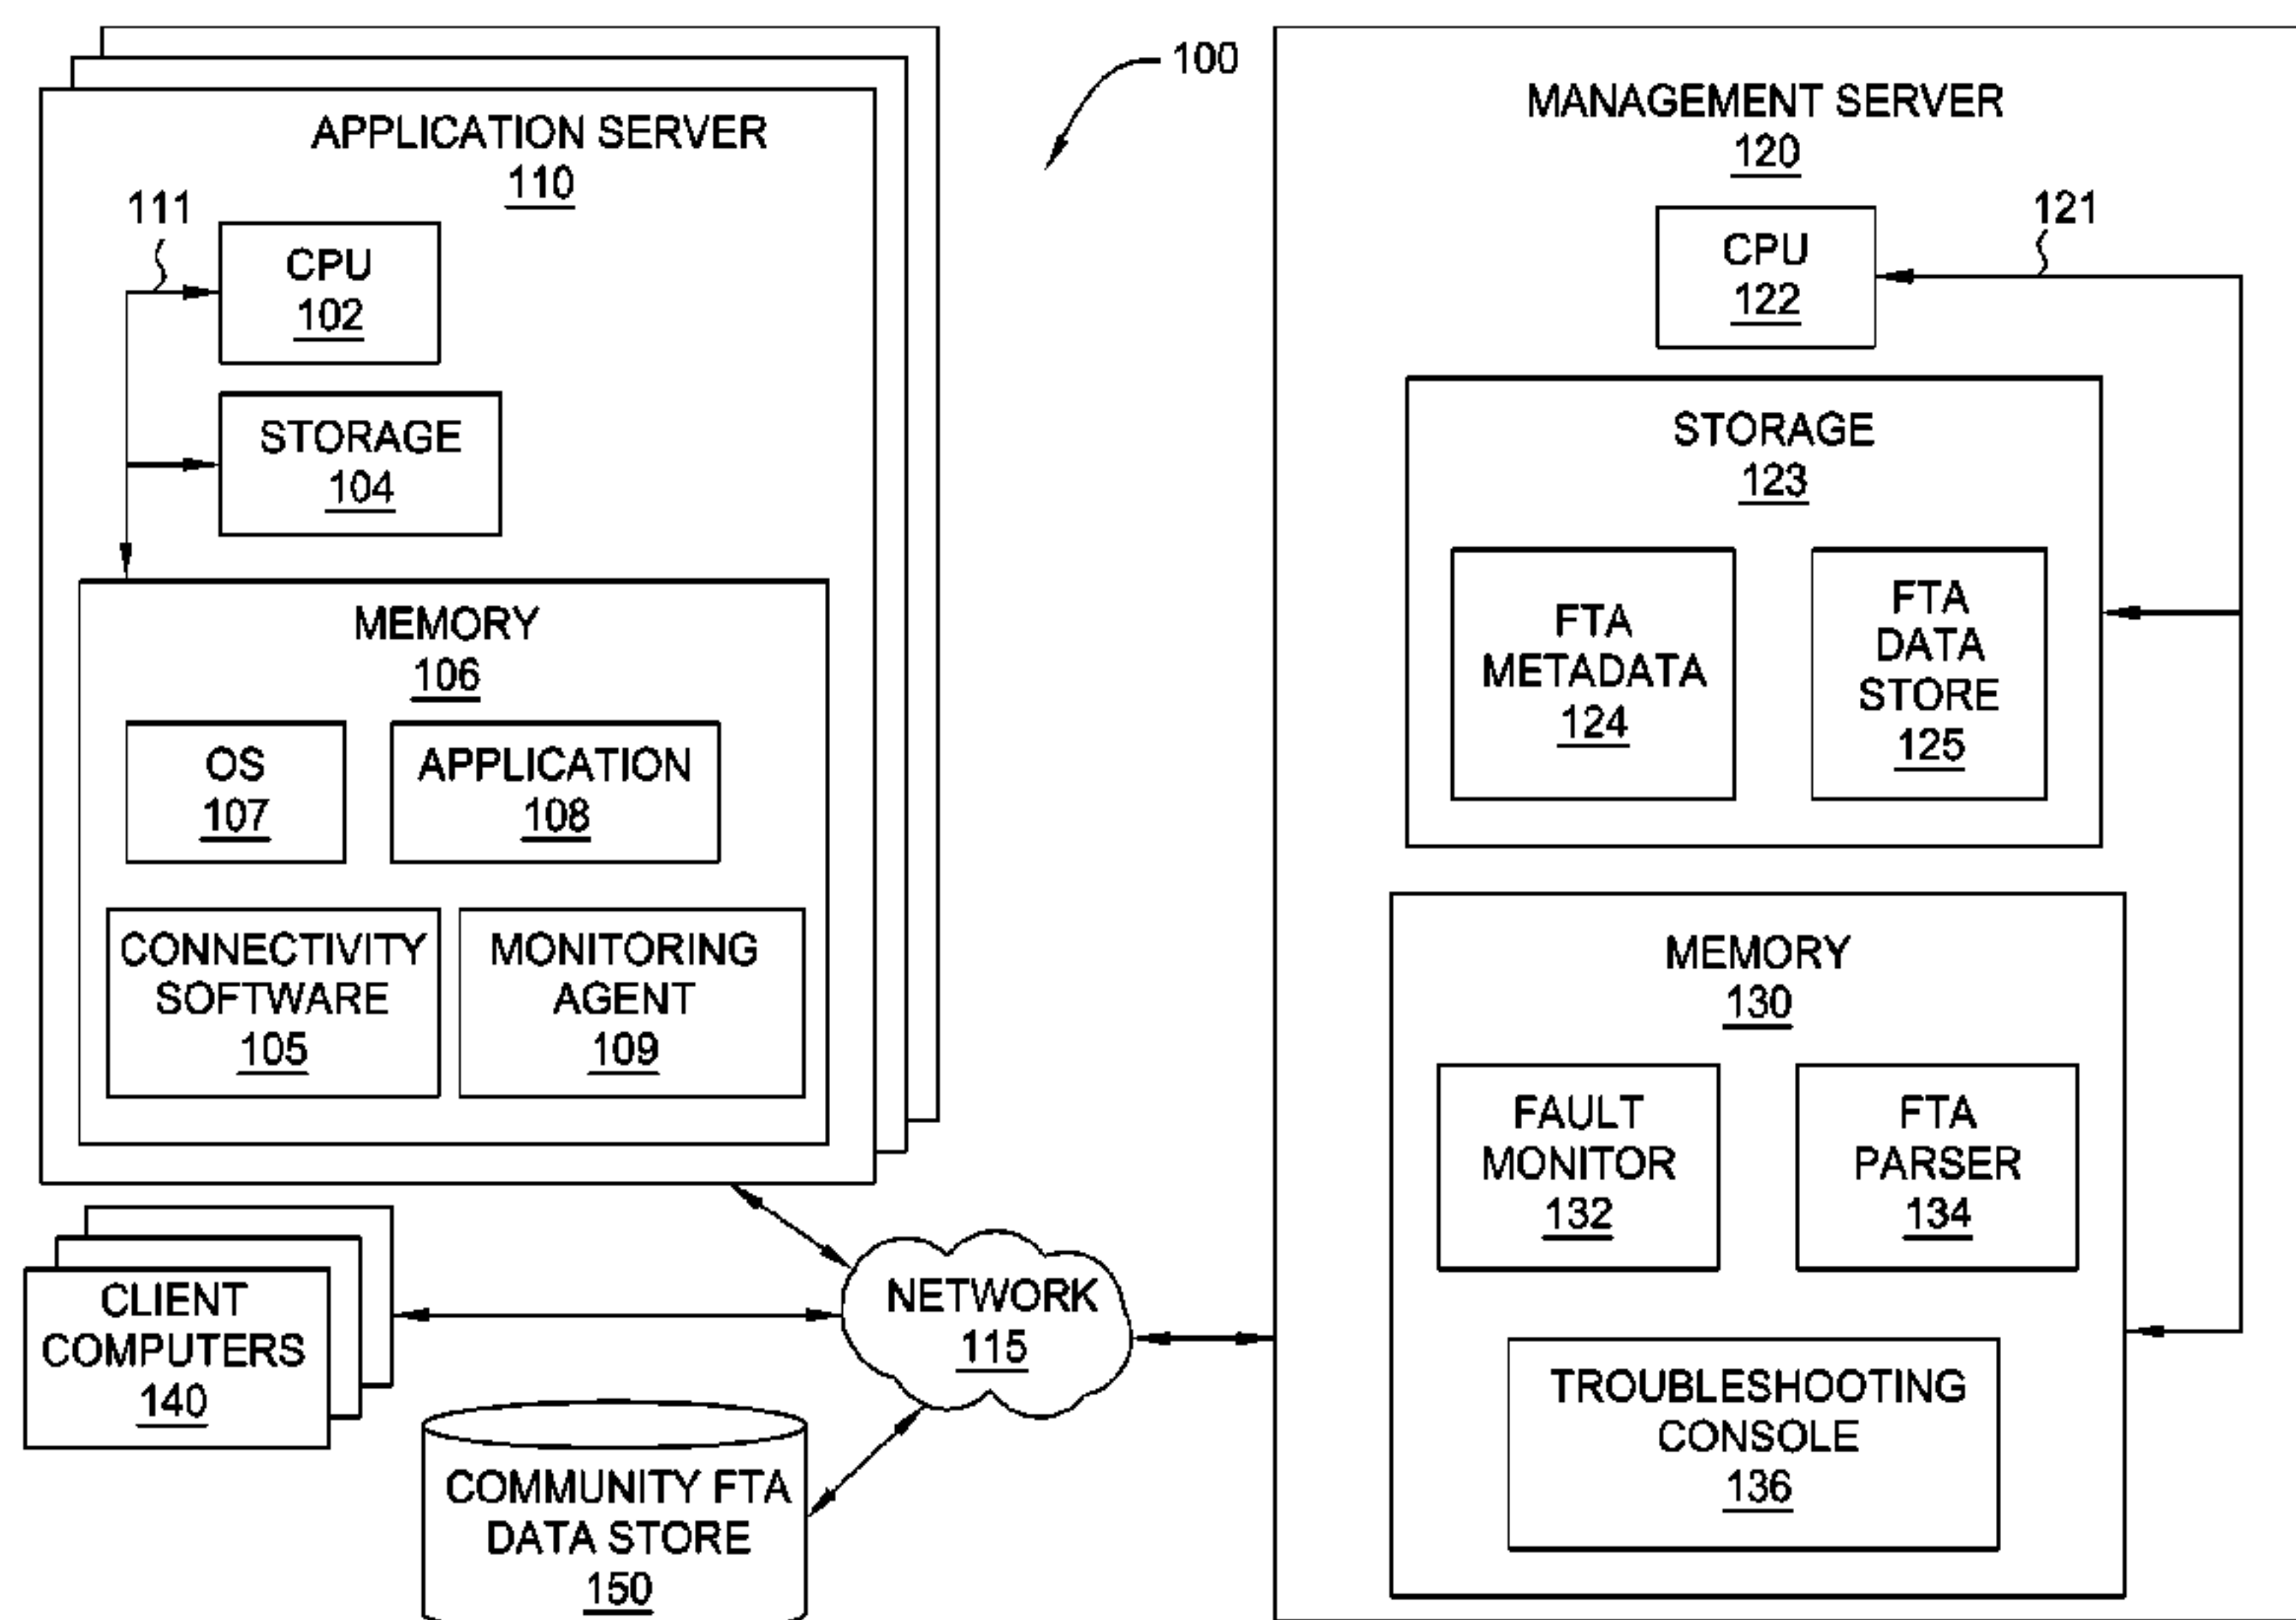 100
APPLICATION SERVER
110
111
CPU
102
STORAGE
104
MEMORY
106
OS
107
APPLICATION
108
CONNECTIVITY
SOFTWARE
105
MONITORING
AGENT
109
CLIENT
COMPUTERS
140
COMMUNITY FTA
DATA STORE
150
NETWORK
115
MANAGEMENT SERVER
120
121
CPU
122
STORAGE
123
FTA
METADATA
124
FTA
DATA
STORE
125
MEMORY
130
FAULT
MONITOR
132
FTA
PARSER
134
TROUBLESHOOTING
CONSOLE
136